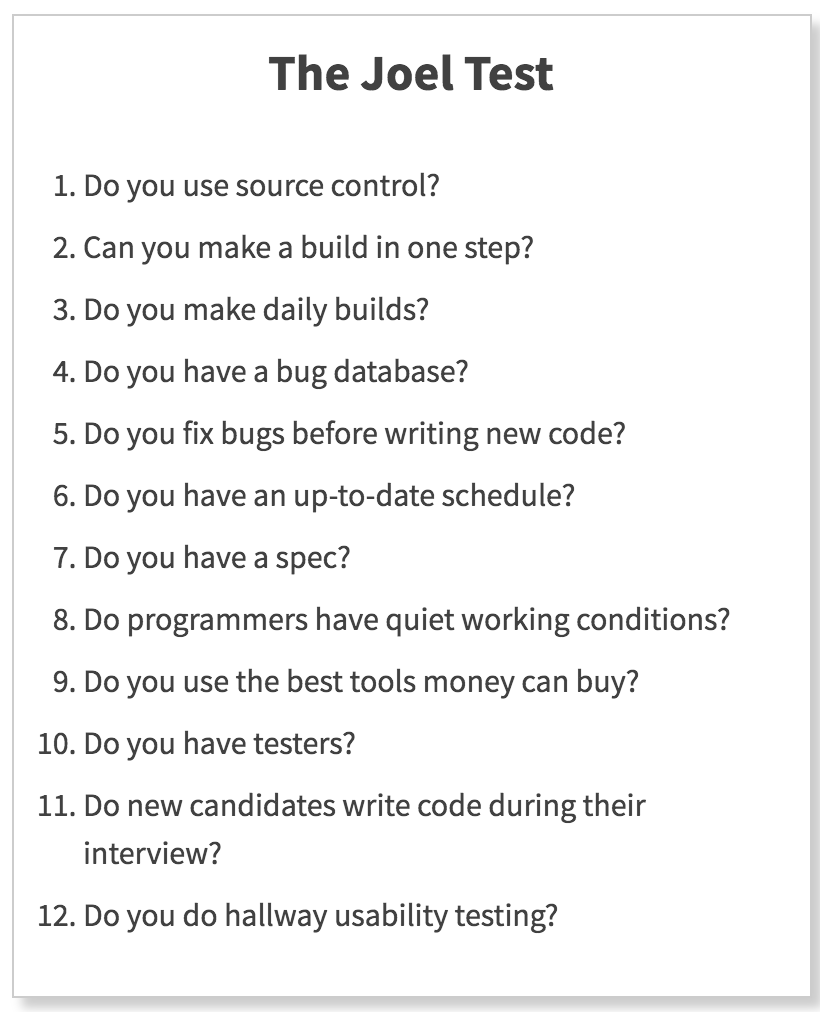 The Joel Test
1. Do you use source control?
2. Can you make a build in one step?
3. Do you make daily builds?
4. Do you have a bug database?
5. Do you fix bugs before writing new code?
6. Do you have an up-to-date schedule?
7. Do you have a spec?
8. Do programmers have quiet working conditions?
9. Do you use the best tools money can buy?
10. Do you have testers?
11. Do new candidates write code during their
interview?
12. Do you do hallway usability testing?